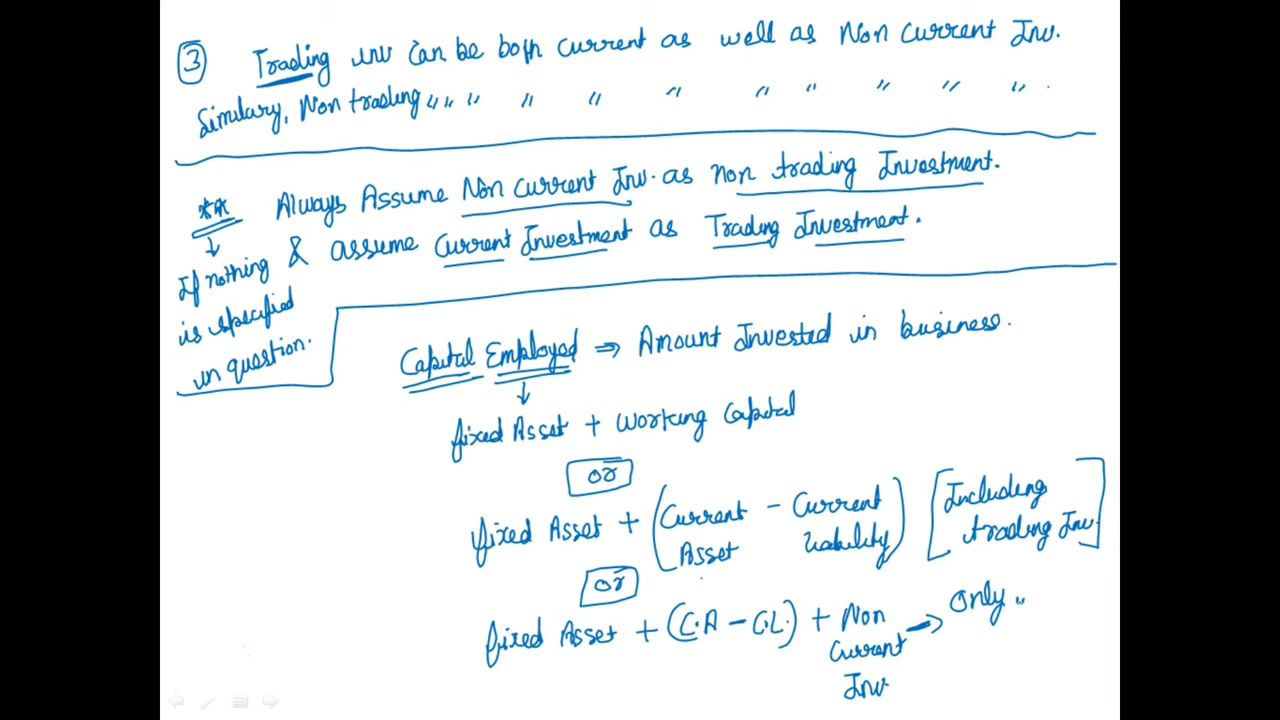 ③ Trading inv Can be both current as well as Non current Inv.
Similary, Non trading " " " " " " " " " " "
** Always Assume Non current Inv. as non trading Investment.
& assume Current Investment as Trading Investment.
If nothing
is specified
in question.
Capital Employed ⇒ Amount Invested in business.
↓
fixed Asset + Working Capital
or
fixed Asset + (Current Asset - Current Liability) [Including trading Inv]
or
fixed Asset + (C.A - C.L.) + Non Current Inv → Only "